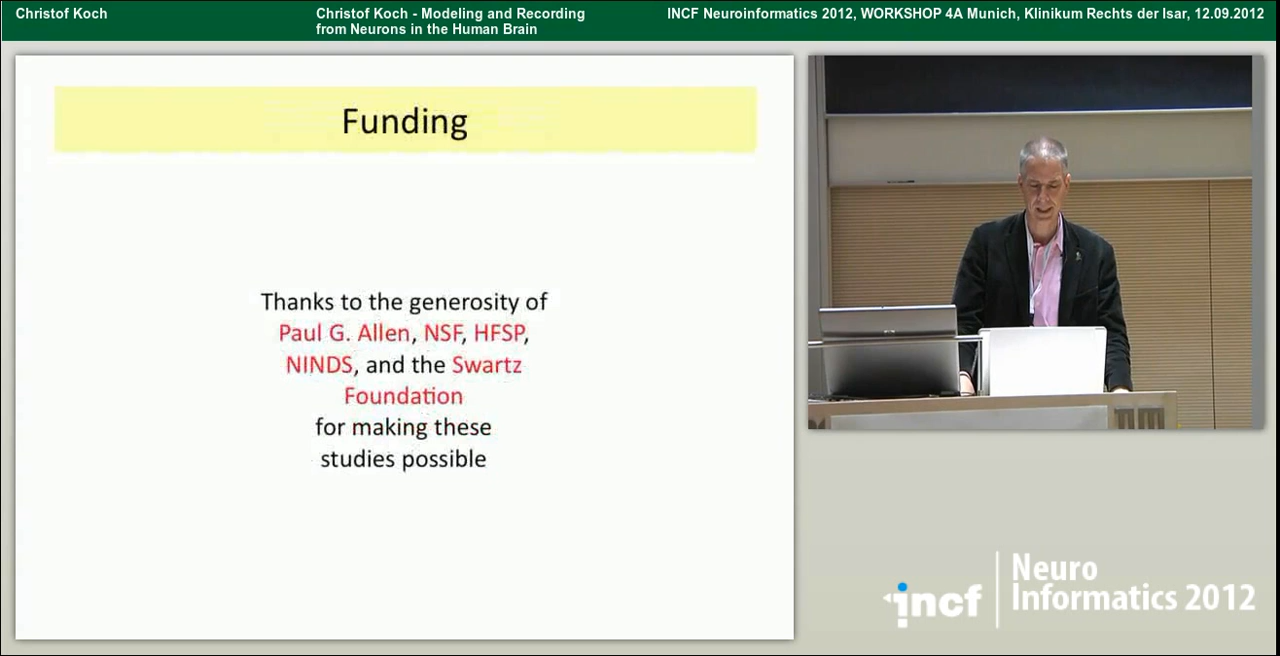 Christof Koch
Christof Koch - Modeling and Recording
from Neurons in the Human Brain
INCF Neuroinformatics 2012, WORKSHOP 4A Munich, Klinikum Rechts der Isar, 12.09.2012
Funding
Thanks to the generosity of
Paul G. Allen, NSF, HFSP,
NINDS, and the Swartz
Foundation
for making these
studies possible
incf
Neuro
Informatics 2012